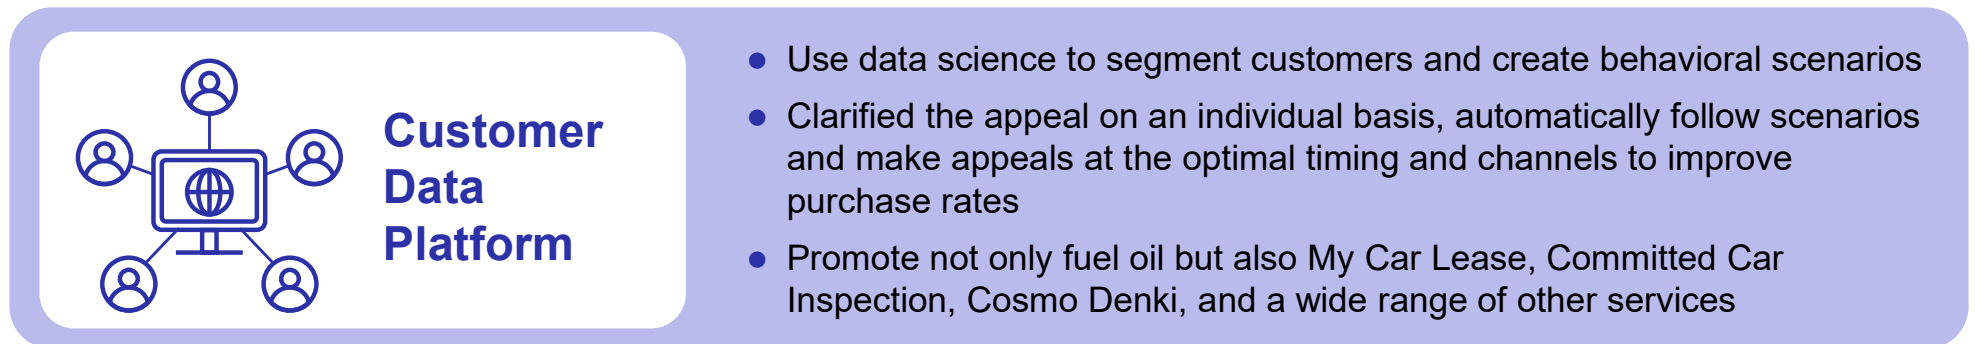 Customer
Data
Platform
● Use data science to segment customers and create behavioral scenarios
● Clarified the appeal on an individual basis, automatically follow scenarios
and make appeals at the optimal timing and channels to improve
purchase rates
● Promote not only fuel oil but also My Car Lease, Committed Car
Inspection, Cosmo Denki, and a wide range of other services